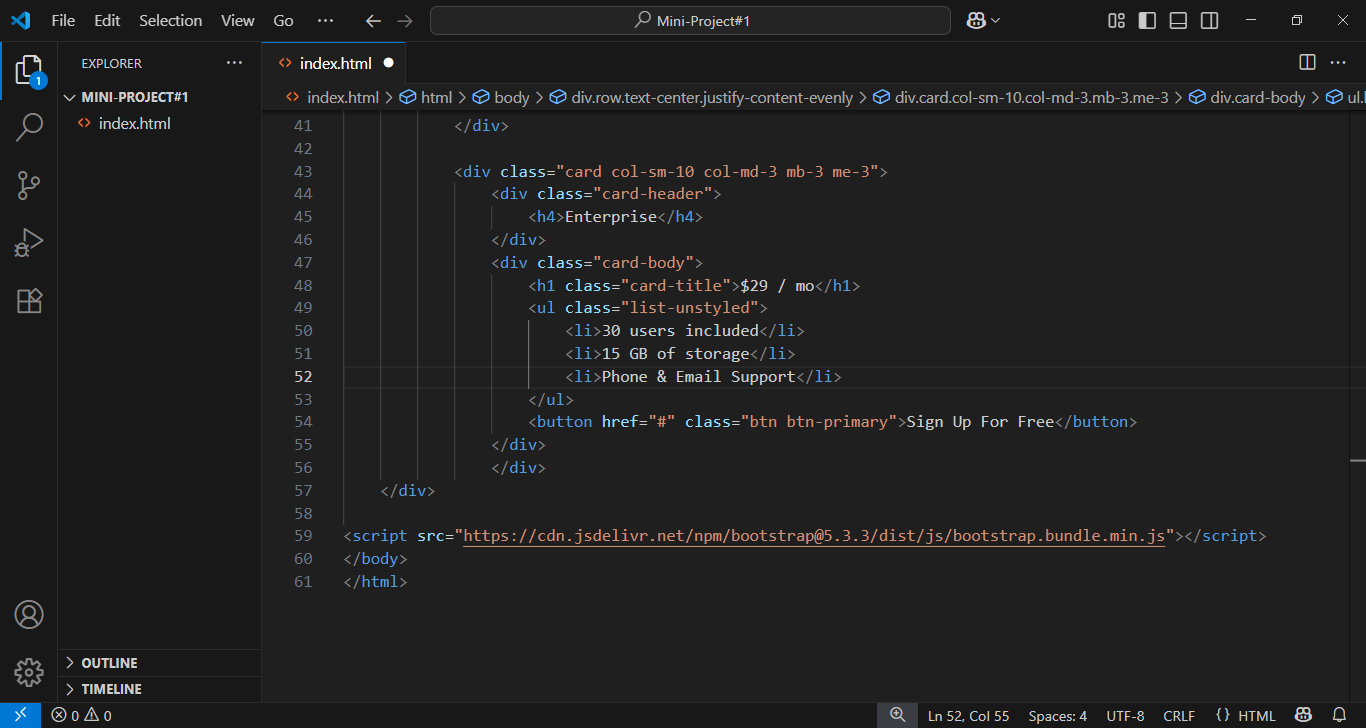 File Edit Selection View Go ··· Mini-Project#1
EXPLORER ···
index.html
1
MINI-PROJECT#1
index.html
index.html > html > body > div.row.text-center.justify-content-evenly > div.card.col-sm-10.col-md-3.mb-3.me-3 > div.card-body > ul.
41 </div>
42
43 <div class="card col-sm-10 col-md-3 mb-3 me-3">
44 <div class="card-header">
45 <h4>Enterprise</h4>
46 </div>
47 <div class="card-body">
48 <h1 class="card-title">$29 / mo</h1>
49 <ul class="list-unstyled">
50 <li>30 users included</li>
51 <li>15 GB of storage</li>
52 <li>Phone & Email Support</li>
53 </ul>
54 <button href="#" class="btn btn-primary">Sign Up For Free</button>
55 </div>
56 </div>
57 </div>
58
59 <script src="https://cdn.jsdelivr.net/npm/bootstrap@5.3.3/dist/js/bootstrap.bundle.min.js"></script>
60 </body>
61 </html>
OUTLINE
TIMELINE
0 0 Ln 52, Col 55 Spaces: 4 UTF-8 CRLF {} HTML